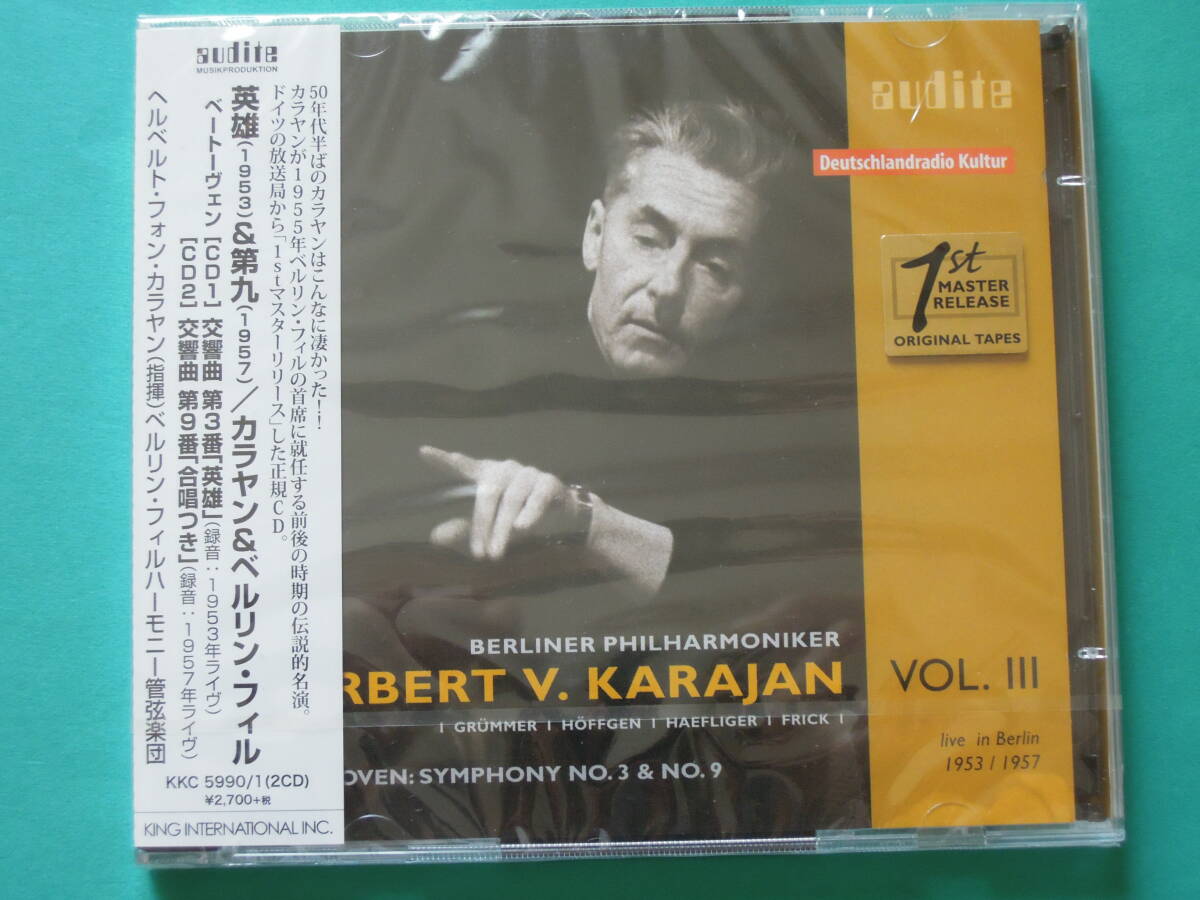 audite
MUSIKPRODUKTION
50年代半ばのカラヤンはこんなに凄かった!!
カラヤンが1955年ベルリン・フィルの首席に就任する前後の時期の伝説的名演。
ドイツの放送局から「1stマスターリリース」した正規CD。
英雄(1953)&第九(1957)/カラヤン&ベルリン・フィル
ベートーヴェン [CD1] 交響曲 第3番「英雄」(録音:1953年ライヴ)
[CD2] 交響曲 第9番「合唱つき」(録音:1957年ライヴ)
ヘルベルト・フォン・カラヤン(指揮)ベルリン・フィルハーモニー管弦楽団
KKC 5990/1(2CD)
¥2,700+税
KING INTERNATIONAL INC.
audite
Deutschlandradio Kultur
1st
MASTER
RELEASE
ORIGINAL TAPES
BERLINER PHILHARMONIKER
RBERT V. KARAJAN
I GRÜMMER I HÖFFGEN I HAEFLIGER I FRICK I
OVEN: SYMPHONY NO. 3 & NO. 9
VOL. III
live in Berlin
1953 / 1957